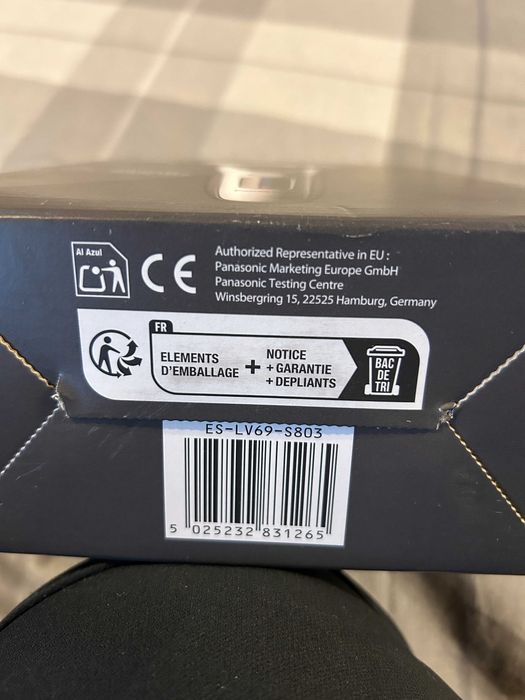 Al Azul
CE
Authorized Representative in EU :
Panasonic Marketing Europe GmbH
Panasonic Testing Centre
Winsbergring 15, 22525 Hamburg, Germany
FR
ELEMENTS
D'EMBALLAGE
+
NOTICE
+ GARANTIE
+ DEPLIANTS
BAC
DE
TRI
ES-LV69-S803
5 025232 831265